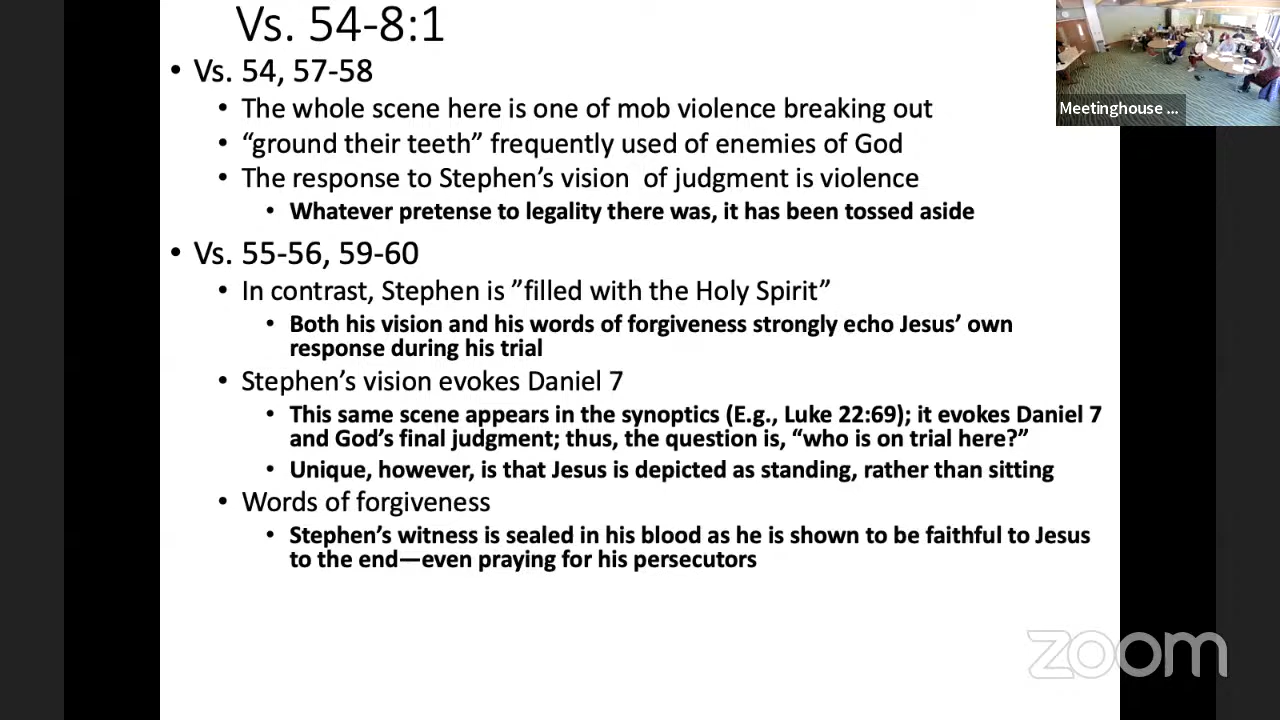 Vs. 54-8:1
• Vs. 54, 57-58
• The whole scene here is one of mob violence breaking out
• “ground their teeth” frequently used of enemies of God
• The response to Stephen’s vision of judgment is violence
• Whatever pretense to legality there was, it has been tossed aside
• Vs. 55-56, 59-60
• In contrast, Stephen is ”filled with the Holy Spirit”
• Both his vision and his words of forgiveness strongly echo Jesus’ own
response during his trial
• Stephen’s vision evokes Daniel 7
• This same scene appears in the synoptics (E.g., Luke 22:69); it evokes Daniel 7
and God’s final judgment; thus, the question is, “who is on trial here?”
• Unique, however, is that Jesus is depicted as standing, rather than sitting
• Words of forgiveness
• Stephen’s witness is sealed in his blood as he is shown to be faithful to Jesus
to the end—even praying for his persecutors
Meetinghouse ...
zoom